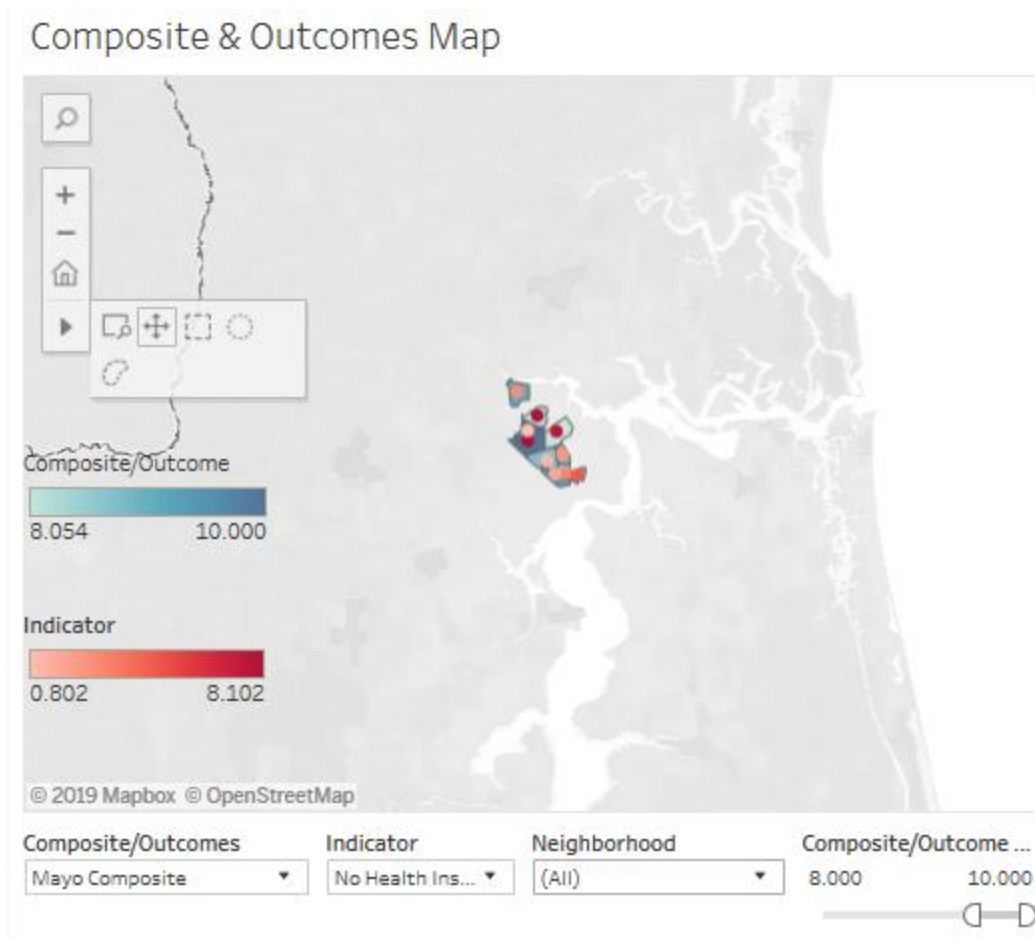 Composite & Outcomes Map
Composite/Outcome
8.054 10.000
Indicator
0.802 8.102
© 2019 Mapbox © OpenStreetMap
Composite/Outcomes Indicator Neighborhood Composite/Outcome ...
Mayo Composite No Health Ins... (All) 8.000 10.000